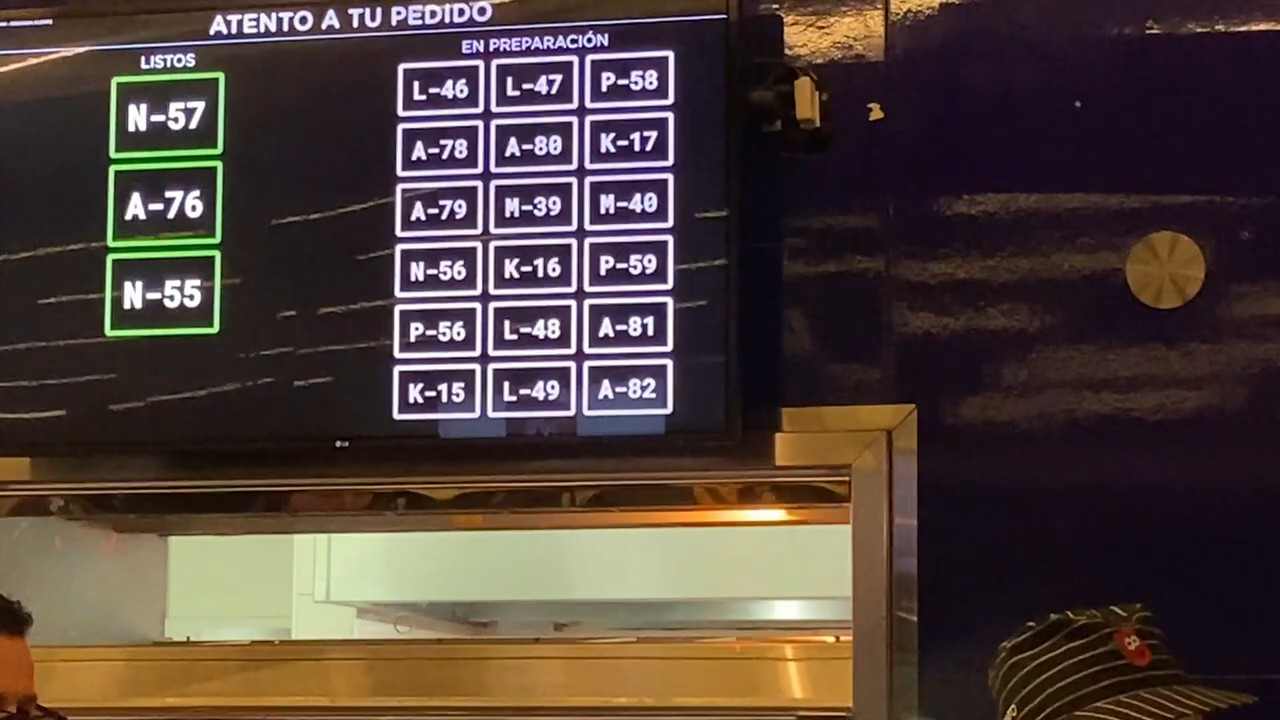 ATENTO A TU PEDIDO
LISTOS
N-57
A-76
N-55
EN PREPARACIÓN
L-46 L-47 P-58
A-78 A-80 K-17
A-79 M-39 M-40
N-56 K-16 P-59
P-56 L-48 A-81
K-15 L-49 A-82
LG